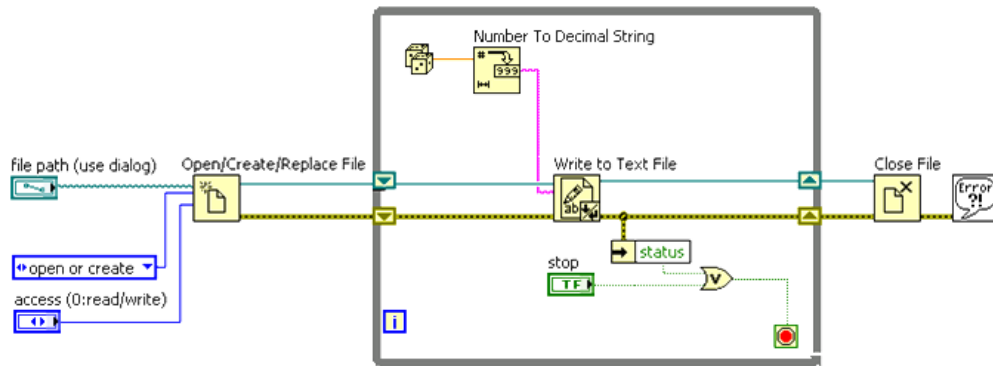 Number To Decimal String
#
999
file path (use dialog)
Open/Create/Replace File
Write to Text File
Close File
ab
Error
?!
open or create
status
stop
TF
V
access (0:read/write)
i